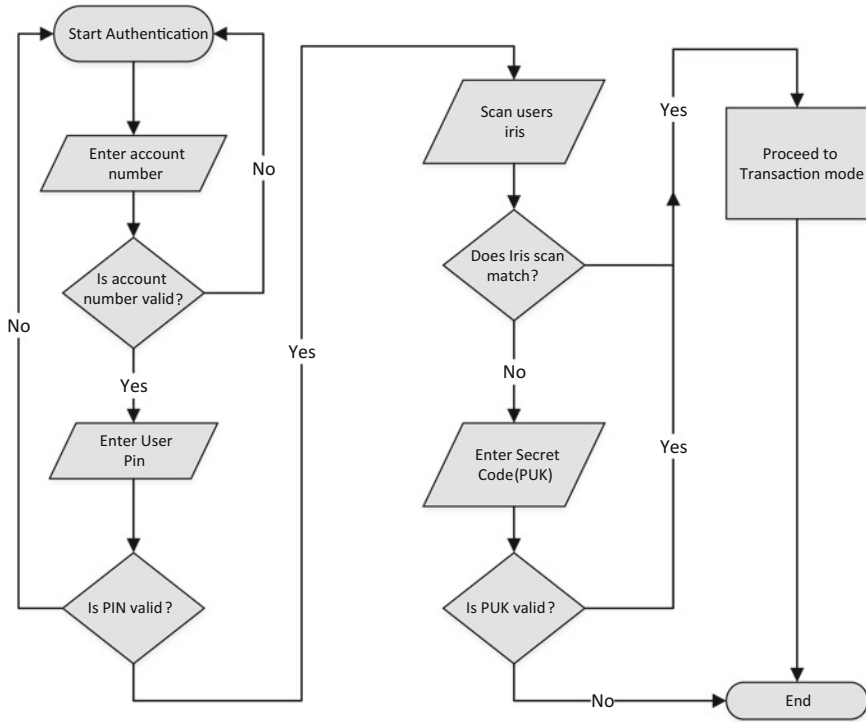 Start Authentication
Enter account
number
No
Is account
number valid?
No
Yes
Enter User
Pin
Is PIN valid?
Yes
Scan users
iris
Does Iris scan
match?
Yes
No
Enter Secret
Code(PUK)
Yes
Is PUK valid?
No
Proceed to
Transaction mode
End